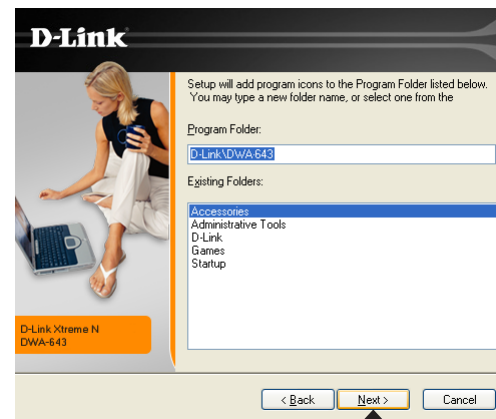 D-Link
Setup will add program icons to the Program Folder listed below.
You may type a new folder name, or select one from the
Program Folder:
D-Link\DWA-643
Existing Folders:
Accessories
Administrative Tools
D-Link
Games
Startup
D-Link Xtreme N
DWA-643
< Back
Next >
Cancel